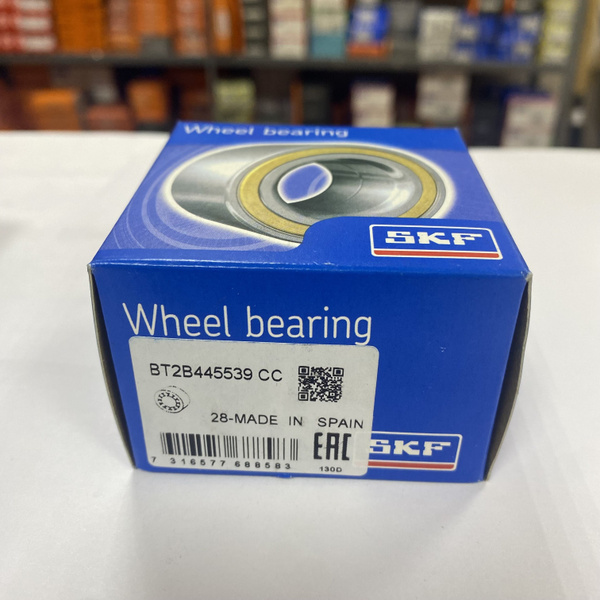 Wheel bearing
SKF
Wheel bearing
BT2B445539 CC
28-MADE IN SPAIN
EAC
SKF
7 316577 688583
130D